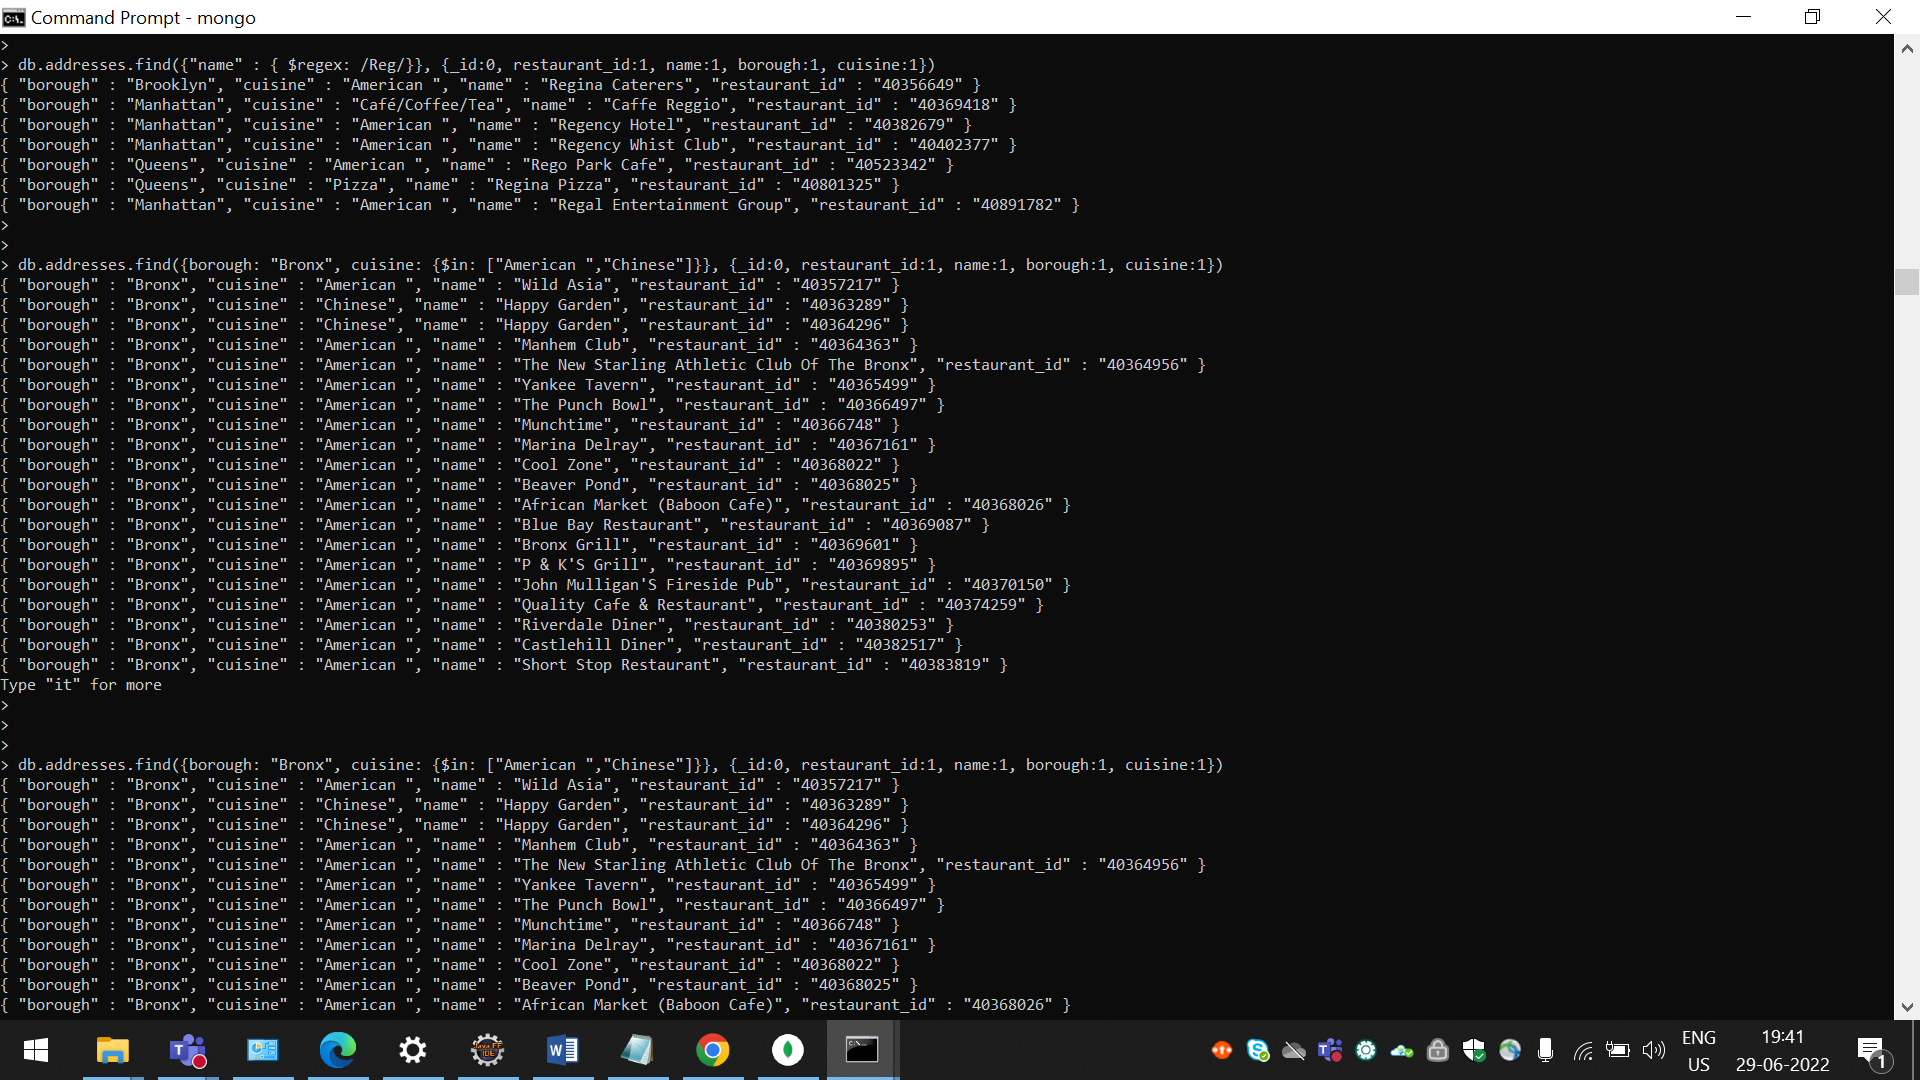 Command Prompt - mongo
>
> db.addresses.find({"name" : { $regex: /Reg/}}, {_id:0, restaurant_id:1, name:1, borough:1, cuisine:1})
{ "borough" : "Brooklyn", "cuisine" : "American ", "name" : "Regina Caterers", "restaurant_id" : "40356649" }
{ "borough" : "Manhattan", "cuisine" : "Café/Coffee/Tea", "name" : "Caffe Reggio", "restaurant_id" : "40369418" }
{ "borough" : "Manhattan", "cuisine" : "American ", "name" : "Regency Hotel", "restaurant_id" : "40382679" }
{ "borough" : "Manhattan", "cuisine" : "American ", "name" : "Regency Whist Club", "restaurant_id" : "40402377" }
{ "borough" : "Queens", "cuisine" : "American ", "name" : "Rego Park Cafe", "restaurant_id" : "40523342" }
{ "borough" : "Queens", "cuisine" : "Pizza", "name" : "Regina Pizza", "restaurant_id" : "40801325" }
{ "borough" : "Manhattan", "cuisine" : "American ", "name" : "Regal Entertainment Group", "restaurant_id" : "40891782" }
>
>
> db.addresses.find({borough: "Bronx", cuisine: {$in: ["American ","Chinese"]}}, {_id:0, restaurant_id:1, name:1, borough:1, cuisine:1})
{ "borough" : "Bronx", "cuisine" : "American ", "name" : "Wild Asia", "restaurant_id" : "40357217" }
{ "borough" : "Bronx", "cuisine" : "Chinese", "name" : "Happy Garden", "restaurant_id" : "40363289" }
{ "borough" : "Bronx", "cuisine" : "Chinese", "name" : "Happy Garden", "restaurant_id" : "40364296" }
{ "borough" : "Bronx", "cuisine" : "American ", "name" : "Manhem Club", "restaurant_id" : "40364363" }
{ "borough" : "Bronx", "cuisine" : "American ", "name" : "The New Starling Athletic Club Of The Bronx", "restaurant_id" : "40364956" }
{ "borough" : "Bronx", "cuisine" : "American ", "name" : "Yankee Tavern", "restaurant_id" : "40365499" }
{ "borough" : "Bronx", "cuisine" : "American ", "name" : "The Punch Bowl", "restaurant_id" : "40366497" }
{ "borough" : "Bronx", "cuisine" : "American ", "name" : "Munchtime", "restaurant_id" : "40366748" }
{ "borough" : "Bronx", "cuisine" : "American ", "name" : "Marina Delray", "restaurant_id" : "40367161" }
{ "borough" : "Bronx", "cuisine" : "American ", "name" : "Cool Zone", "restaurant_id" : "40368022" }
{ "borough" : "Bronx", "cuisine" : "American ", "name" : "Beaver Pond", "restaurant_id" : "40368025" }
{ "borough" : "Bronx", "cuisine" : "American ", "name" : "African Market (Baboon Cafe)", "restaurant_id" : "40368026" }
{ "borough" : "Bronx", "cuisine" : "American ", "name" : "Blue Bay Restaurant", "restaurant_id" : "40369087" }
{ "borough" : "Bronx", "cuisine" : "American ", "name" : "Bronx Grill", "restaurant_id" : "40369601" }
{ "borough" : "Bronx", "cuisine" : "American ", "name" : "P & K'S Grill", "restaurant_id" : "40369895" }
{ "borough" : "Bronx", "cuisine" : "American ", "name" : "John Mulligan'S Fireside Pub", "restaurant_id" : "40370150" }
{ "borough" : "Bronx", "cuisine" : "American ", "name" : "Quality Cafe & Restaurant", "restaurant_id" : "40374259" }
{ "borough" : "Bronx", "cuisine" : "American ", "name" : "Riverdale Diner", "restaurant_id" : "40380253" }
{ "borough" : "Bronx", "cuisine" : "American ", "name" : "Castlehill Diner", "restaurant_id" : "40382517" }
{ "borough" : "Bronx", "cuisine" : "American ", "name" : "Short Stop Restaurant", "restaurant_id" : "40383819" }
Type "it" for more
>
>
>
> db.addresses.find({borough: "Bronx", cuisine: {$in: ["American ","Chinese"]}}, {_id:0, restaurant_id:1, name:1, borough:1, cuisine:1})
{ "borough" : "Bronx", "cuisine" : "American ", "name" : "Wild Asia", "restaurant_id" : "40357217" }
{ "borough" : "Bronx", "cuisine" : "Chinese", "name" : "Happy Garden", "restaurant_id" : "40363289" }
{ "borough" : "Bronx", "cuisine" : "Chinese", "name" : "Happy Garden", "restaurant_id" : "40364296" }
{ "borough" : "Bronx", "cuisine" : "American ", "name" : "Manhem Club", "restaurant_id" : "40364363" }
{ "borough" : "Bronx", "cuisine" : "American ", "name" : "The New Starling Athletic Club Of The Bronx", "restaurant_id" : "40364956" }
{ "borough" : "Bronx", "cuisine" : "American ", "name" : "Yankee Tavern", "restaurant_id" : "40365499" }
{ "borough" : "Bronx", "cuisine" : "American ", "name" : "The Punch Bowl", "restaurant_id" : "40366497" }
{ "borough" : "Bronx", "cuisine" : "American ", "name" : "Munchtime", "restaurant_id" : "40366748" }
{ "borough" : "Bronx", "cuisine" : "American ", "name" : "Marina Delray", "restaurant_id" : "40367161" }
{ "borough" : "Bronx", "cuisine" : "American ", "name" : "Cool Zone", "restaurant_id" : "40368022" }
{ "borough" : "Bronx", "cuisine" : "American ", "name" : "Beaver Pond", "restaurant_id" : "40368025" }
{ "borough" : "Bronx", "cuisine" : "American ", "name" : "African Market (Baboon Cafe)", "restaurant_id" : "40368026" }
ENG
US
19:41
29-06-2022
1